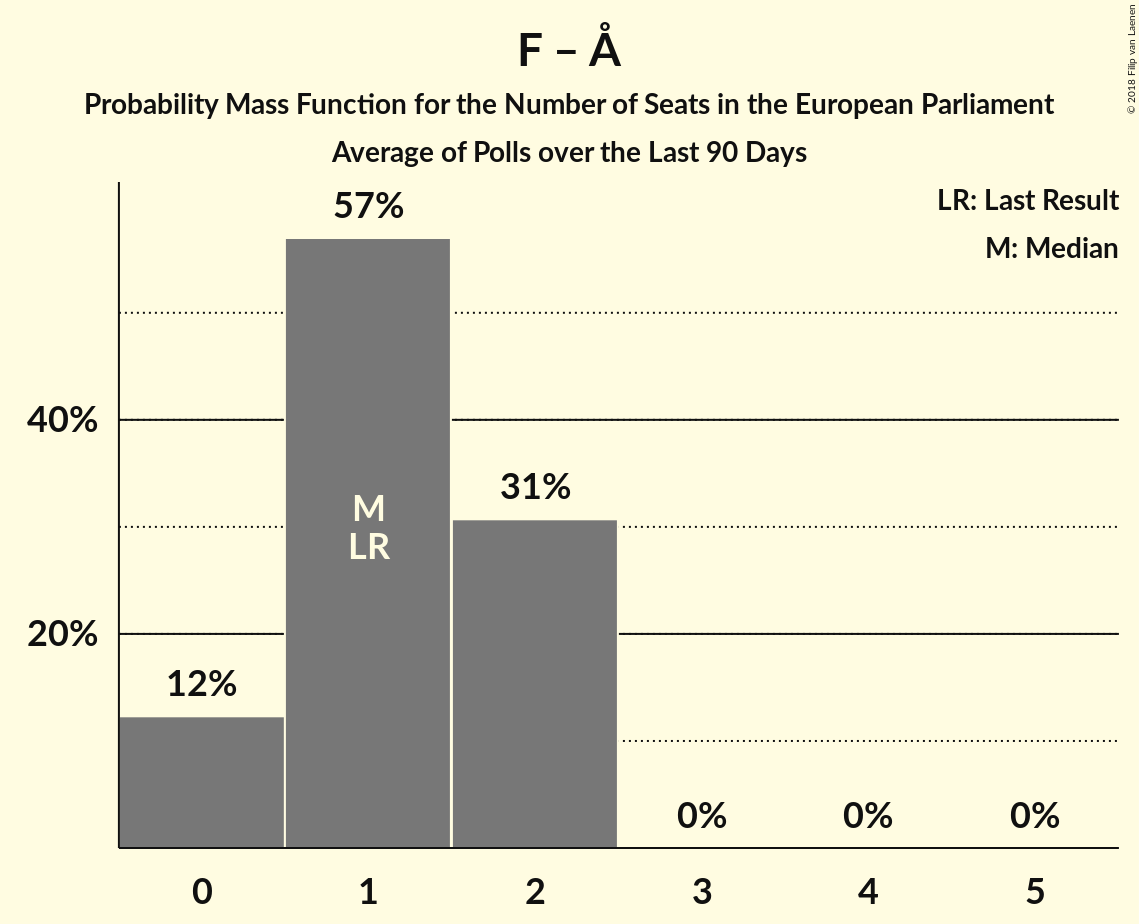 F – Å
Probability Mass Function for the Number of Seats in the European Parliament
Average of Polls over the Last 90 Days
© 2018 Filip van Laenen
LR: Last Result
M: Median
57%
40%
31%
M
LR
20%
12%
0%
0%
0%
0
1
2
3
4
5